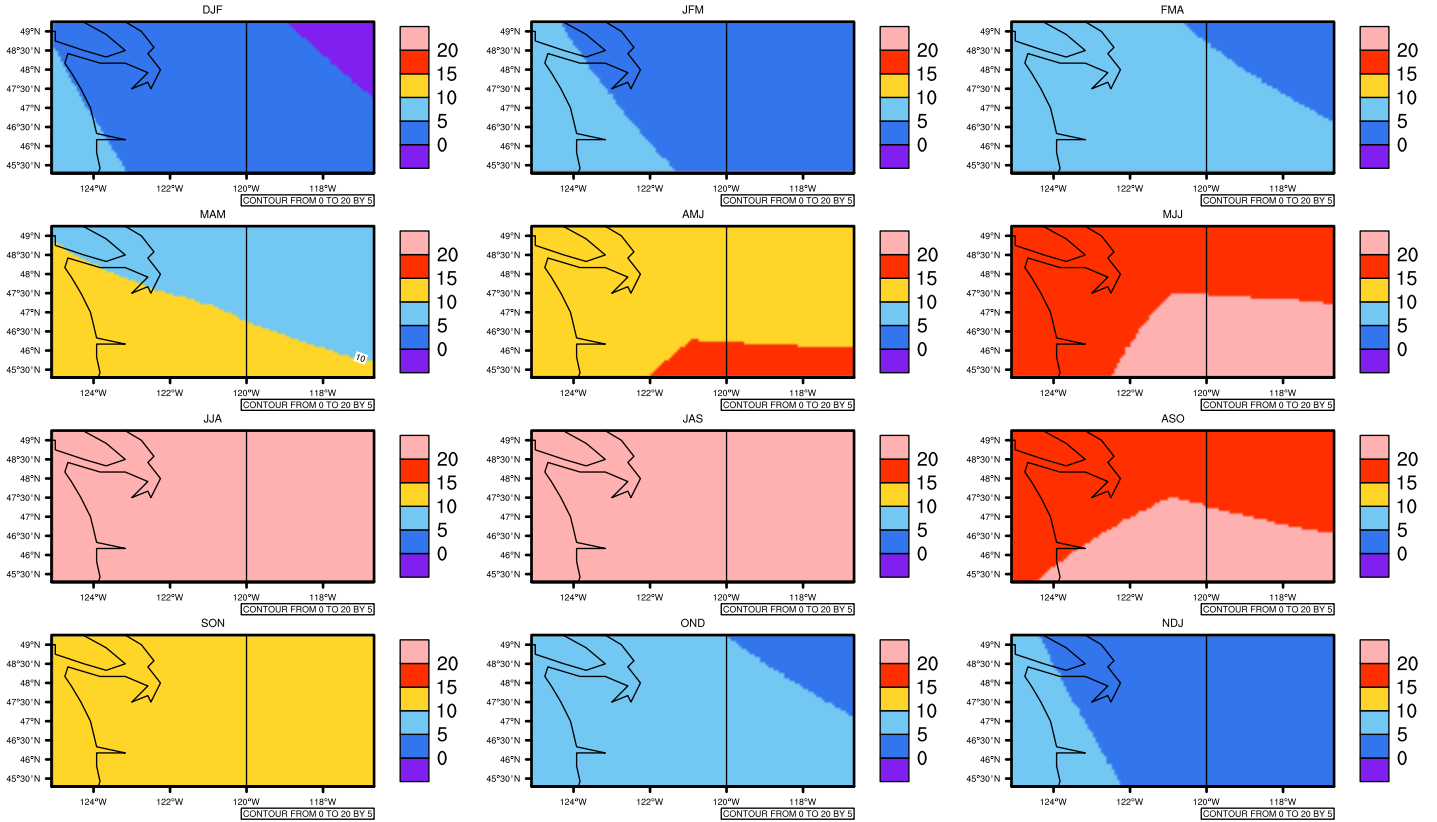 DJF
49°N
48°30'N
48°N
47°30'N
47°N
46°30'N
46°N
45°30'N
124°W 122°W 120°W 118°W
20
15
10
5
0
CONTOUR FROM 0 TO 20 BY 5
JFM
49°N
48°30'N
48°N
47°30'N
47°N
46°30'N
46°N
45°30'N
124°W 122°W 120°W 118°W
20
15
10
5
0
CONTOUR FROM 0 TO 20 BY 5
FMA
49°N
48°30'N
48°N
47°30'N
47°N
46°30'N
46°N
45°30'N
124°W 122°W 120°W 118°W
20
15
10
5
0
CONTOUR FROM 0 TO 20 BY 5
MAM
49°N
48°30'N
48°N
47°30'N
47°N
46°30'N
46°N
45°30'N
10
124°W 122°W 120°W 118°W
20
15
10
5
0
CONTOUR FROM 0 TO 20 BY 5
AMJ
49°N
48°30'N
48°N
47°30'N
47°N
46°30'N
46°N
45°30'N
124°W 122°W 120°W 118°W
20
15
10
5
0
CONTOUR FROM 0 TO 20 BY 5
MJJ
49°N
48°30'N
48°N
47°30'N
47°N
46°30'N
46°N
45°30'N
124°W 122°W 120°W 118°W
20
15
10
5
0
CONTOUR FROM 0 TO 20 BY 5
JJA
49°N
48°30'N
48°N
47°30'N
47°N
46°30'N
46°N
45°30'N
124°W 122°W 120°W 118°W
20
15
10
5
0
CONTOUR FROM 0 TO 20 BY 5
JAS
49°N
48°30'N
48°N
47°30'N
47°N
46°30'N
46°N
45°30'N
124°W 122°W 120°W 118°W
20
15
10
5
0
CONTOUR FROM 0 TO 20 BY 5
ASO
49°N
48°30'N
48°N
47°30'N
47°N
46°30'N
46°N
45°30'N
124°W 122°W 120°W 118°W
20
15
10
5
0
CONTOUR FROM 0 TO 20 BY 5
SON
49°N
48°30'N
48°N
47°30'N
47°N
46°30'N
46°N
45°30'N
124°W 122°W 120°W 118°W
20
15
10
5
0
CONTOUR FROM 0 TO 20 BY 5
OND
49°N
48°30'N
48°N
47°30'N
47°N
46°30'N
46°N
45°30'N
124°W 122°W 120°W 118°W
20
15
10
5
0
CONTOUR FROM 0 TO 20 BY 5
NDJ
49°N
48°30'N
48°N
47°30'N
47°N
46°30'N
46°N
45°30'N
124°W 122°W 120°W 118°W
20
15
10
5
0
CONTOUR FROM 0 TO 20 BY 5